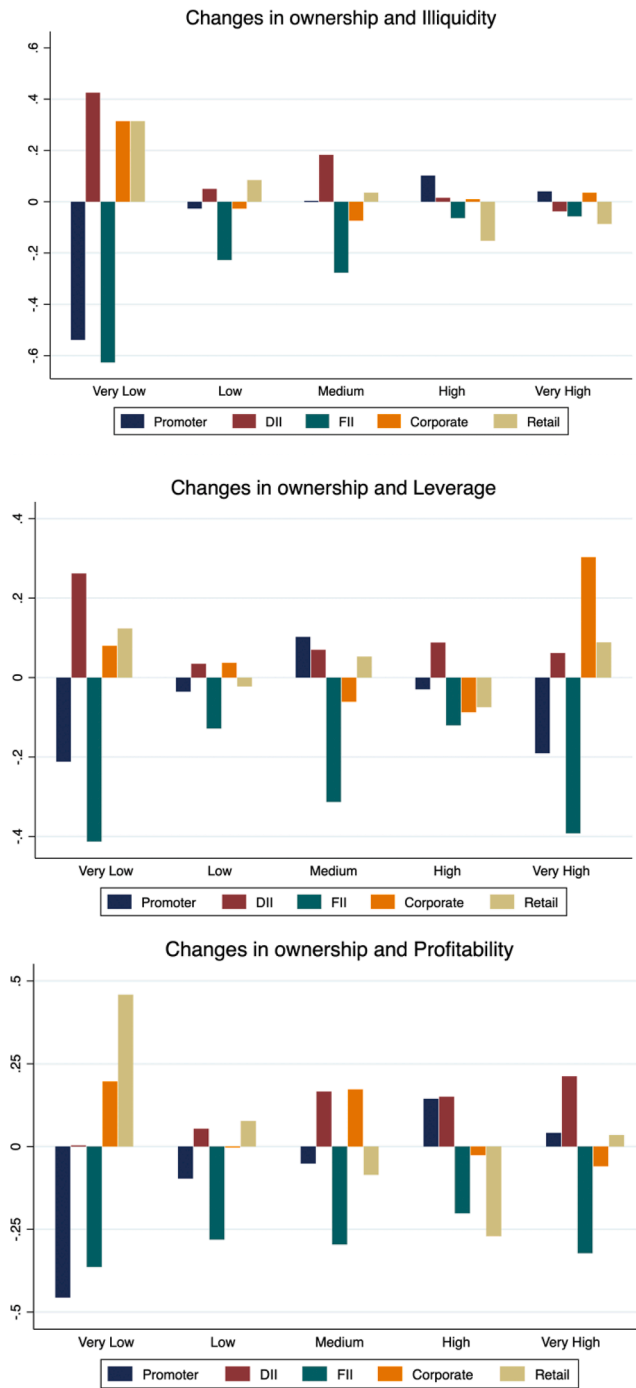 Changes in ownership and Illiquidity
.6
.4
.2
0
-.2
-.4
-.6
Very Low Low Medium High Very High
Promoter DII FII Corporate Retail
Changes in ownership and Leverage
.4
.2
0
-.2
-.4
Very Low Low Medium High Very High
Promoter DII FII Corporate Retail
Changes in ownership and Profitability
.5
.25
0
-.25
-.5
Very Low Low Medium High Very High
Promoter DII FII Corporate Retail